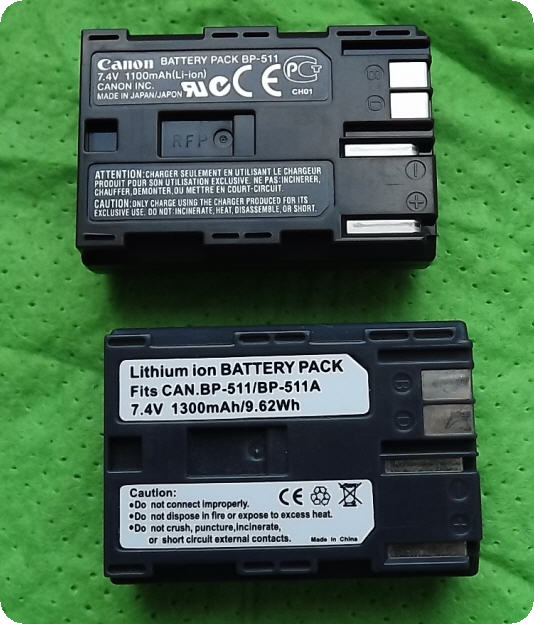 Canon BATTERY PACK BP-511
7.4V 1100mAh(Li-ion)
CANON INC.
MADE IN JAPAN/JAPON
CH01
B
D
RFP
ATTENTION: CHARGER SEULEMENT EN UTILISANT LE CHARGEUR
PRODUIT POUR SON UTILISATION EXCLUSIVE. NE PAS INCINERER,
CHAUFFER,DEMONTER, OU METTRE EN COURT-CIRCUIT.
CAUTION:ONLY CHARGE USING THE CHARGER PRODUCED FOR ITS
EXCLUSIVE USE. DO NOT INCINERATE, HEAT, DISASSEMBLE, OR SHORT.
−
+
Lithium ion BATTERY PACK
Fits CAN.BP-511/BP-511A
7.4V 1300mAh/9.62Wh
B
D
Caution:
•Do not connect improperly.
•Do not dispose in fire or expose to excess heat.
•Do not crush, puncture,incinerate,
or short circuit external contacts.
CE
Made in China
−
+